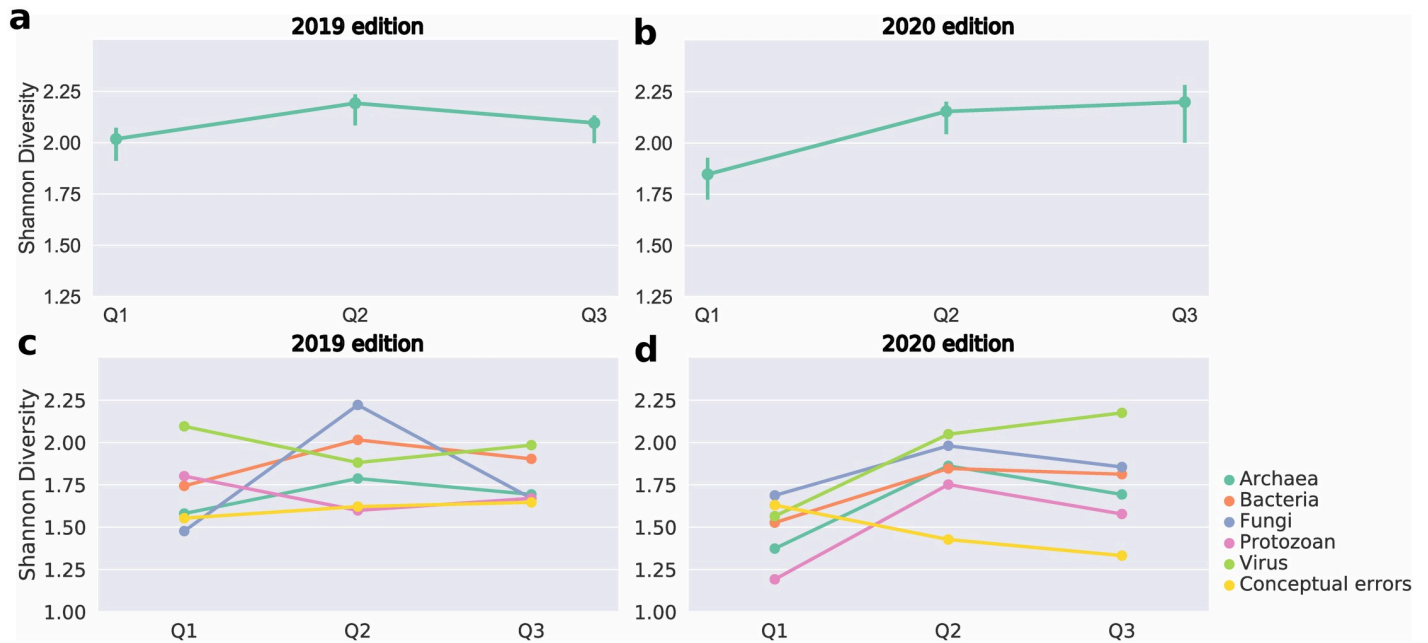 a
2019 edition
Shannon Diversity
2.25
2.00
1.75
1.50
1.25
Q1 Q2 Q3
b
2020 edition
2.25
2.00
1.75
1.50
1.25
Q1 Q2 Q3
c
2019 edition
Shannon Diversity
2.25
2.00
1.75
1.50
1.25
1.00
Q1 Q2 Q3
d
2020 edition
2.25
2.00
1.75
1.50
1.25
1.00
Q1 Q2 Q3
Archaea
Bacteria
Fungi
Protozoan
Virus
Conceptual errors